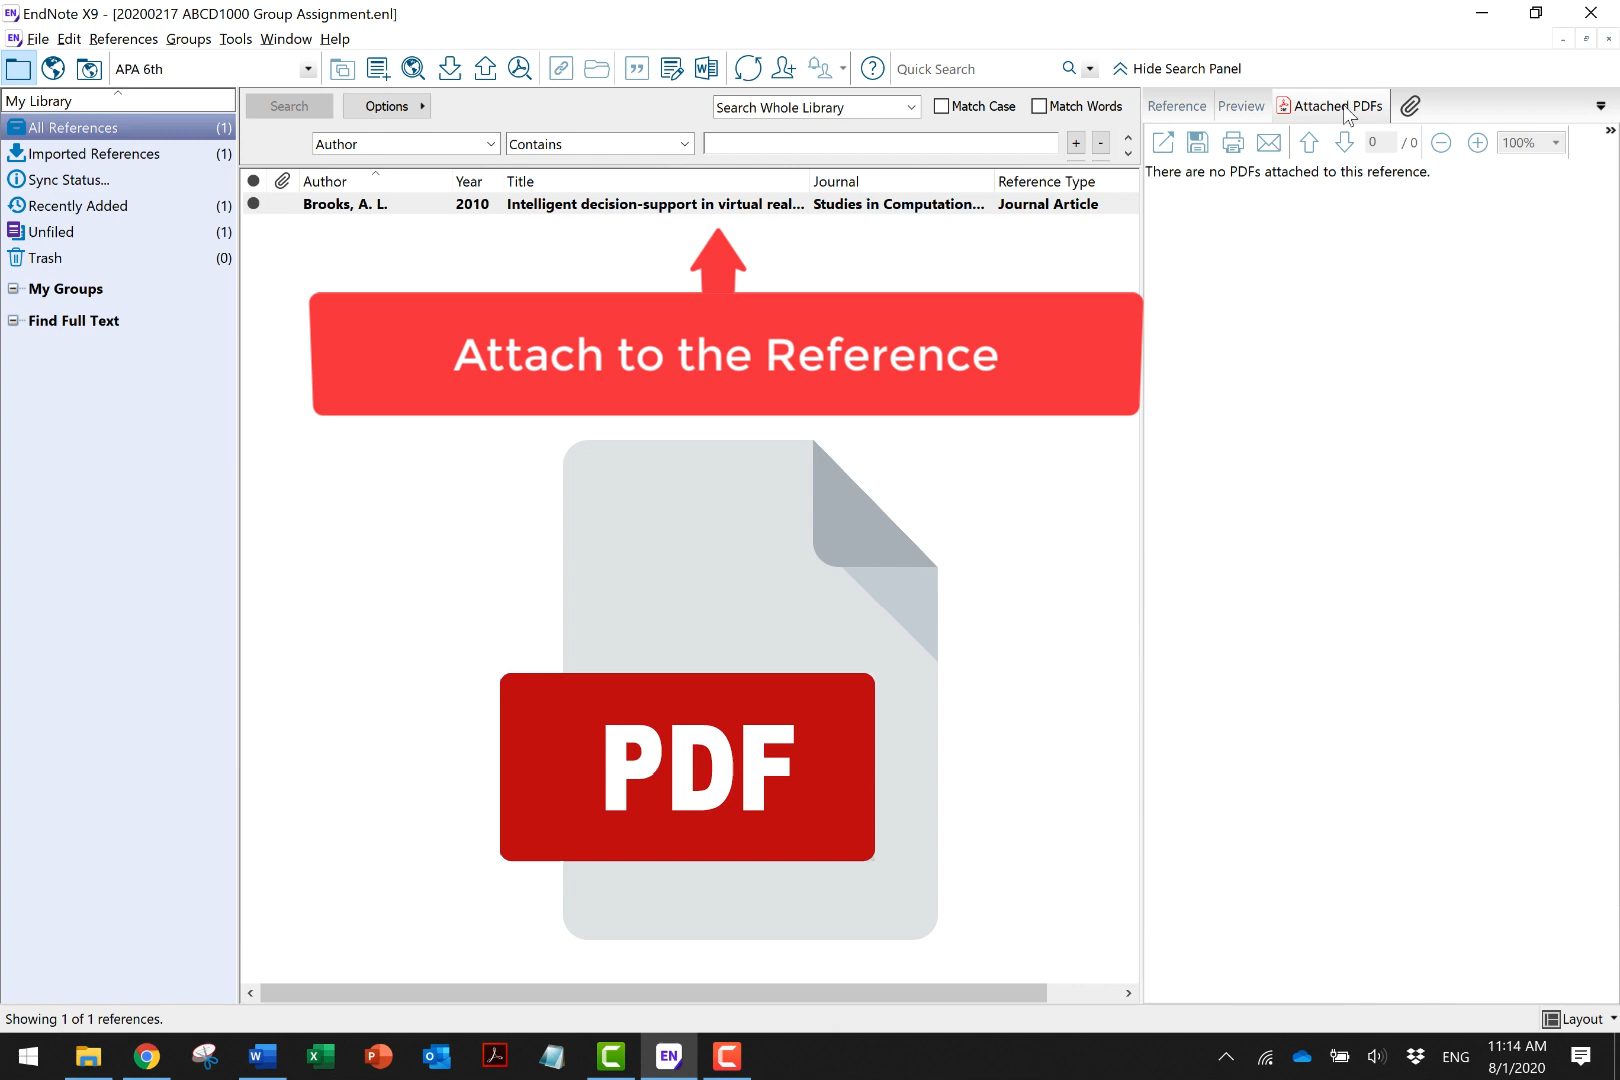 EN EndNote X9 - [20200217 ABCD1000 Group Assignment.enl]
EN File Edit References Groups Tools Window Help
APA 6th
Quick Search
Hide Search Panel
My Library
All References (1)
Imported References (1)
Sync Status...
Recently Added (1)
Unfiled (1)
Trash (0)
My Groups
Find Full Text
Search Options Search Whole Library Match Case Match Words
Author Contains + -
Author Year Title Journal Reference Type
Brooks, A. L. 2010 Intelligent decision-support in virtual real... Studies in Computation... Journal Article
Attach to the Reference
PDF
Reference Preview Attached PDFs
0 / 0 100%
There are no PDFs attached to this reference.
Showing 1 of 1 references.
Layout
EN
ENG
11:14 AM
8/1/2020